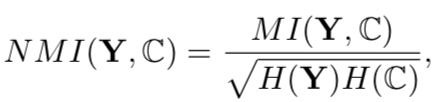 NMI(𝐘, ℂ) = MI(𝐘, ℂ) / √H(𝐘)H(ℂ),